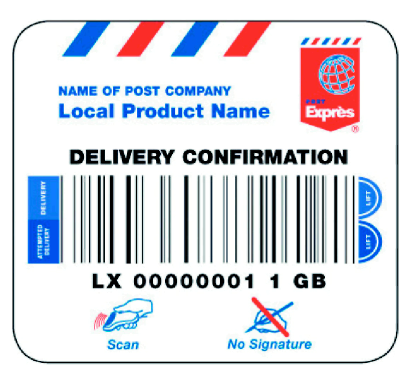 NAME OF POST COMPANY
Local Product Name
POST
Exprès
®
DELIVERY CONFIRMATION
DELIVERY
ATTEMPTED
DELIVERY
LIFT
LIFT
LX 00000001 1 GB
Scan
No Signature